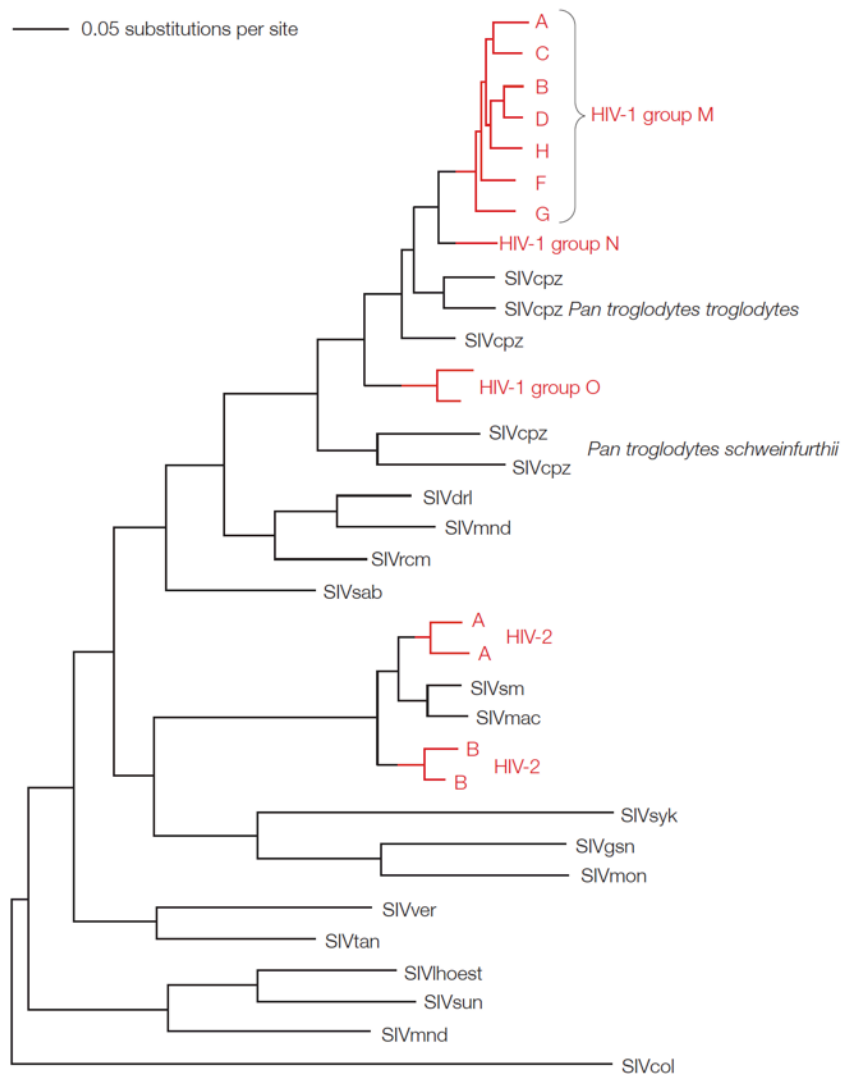 0.05 substitutions per site
A
C
B
D
H
F
G
HIV-1 group M
HIV-1 group N
SIVcpz
SIVcpz Pan troglodytes troglodytes
SIVcpz
HIV-1 group O
SIVcpz
Pan troglodytes schweinfurthii
SIVcpz
SIVdrl
SIVmnd
SIVrcm
SIVsab
A
HIV-2
A
SIVsm
SIVmac
B
HIV-2
B
SIVsyk
SIVgsn
SIVmon
SIVver
SIVtan
SIVlhoest
SIVsun
SIVmnd
SIVcol